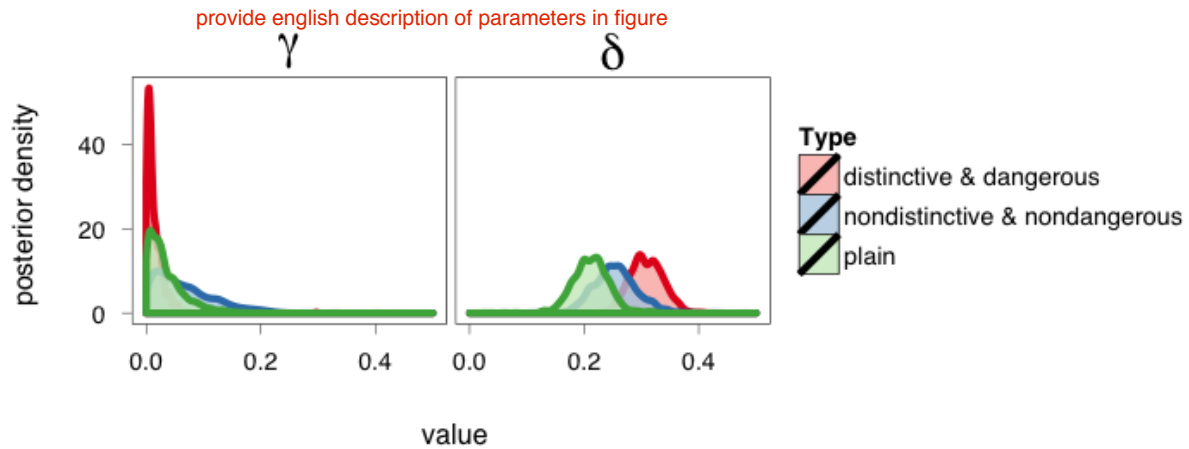 provide english description of parameters in figure
γ δ
posterior density
40
20
0
0.0 0.2 0.4 0.0 0.2 0.4
value
Type
distinctive & dangerous
nondistinctive & nondangerous
plain